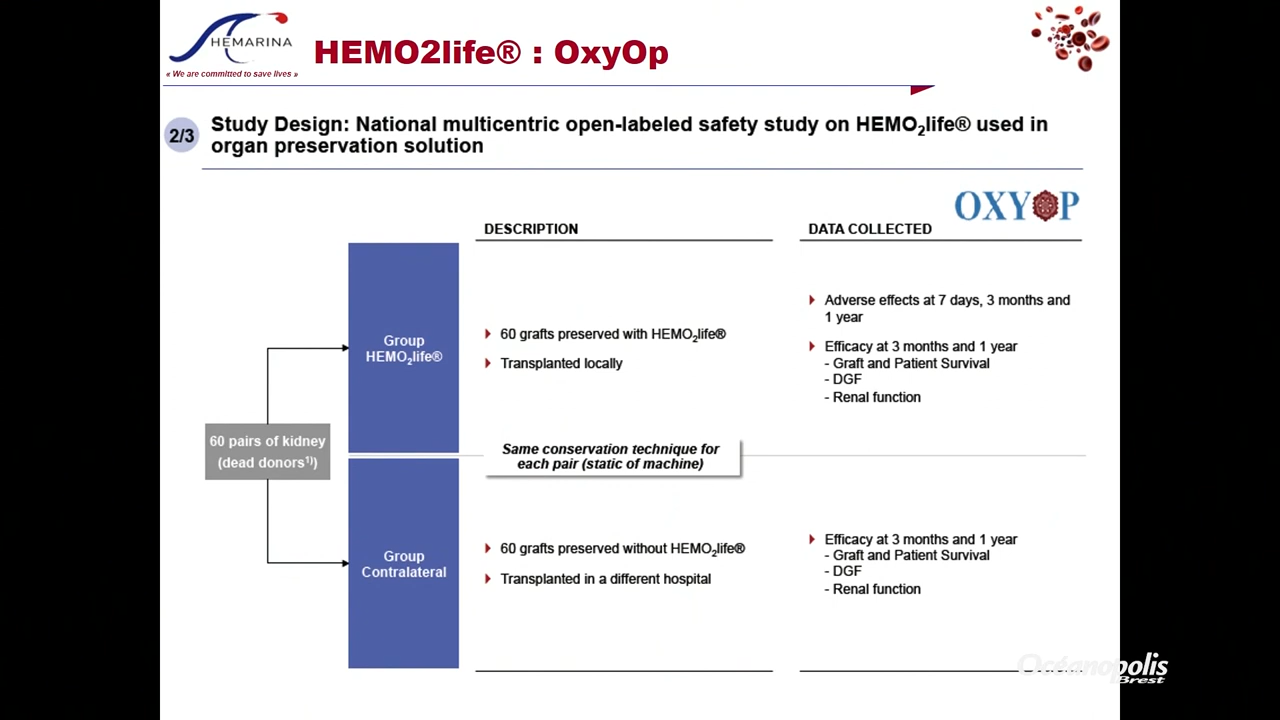 HEMARINA
« We are committed to save lives »
HEMO2life® : OxyOp
2/3
Study Design: National multicentric open-labeled safety study on HEMO2life® used in
organ preservation solution
OXYOP
DESCRIPTION
DATA COLLECTED
60 pairs of kidney
(dead donors1))
Group
HEMO2life®
60 grafts preserved with HEMO2life®
Transplanted locally
Adverse effects at 7 days, 3 months and
1 year
Efficacy at 3 months and 1 year
- Graft and Patient Survival
- DGF
- Renal function
Same conservation technique for
each pair (static of machine)
Group
Contralateral
60 grafts preserved without HEMO2life®
Transplanted in a different hospital
Efficacy at 3 months and 1 year
- Graft and Patient Survival
- DGF
- Renal function
Océanopolis
Brest